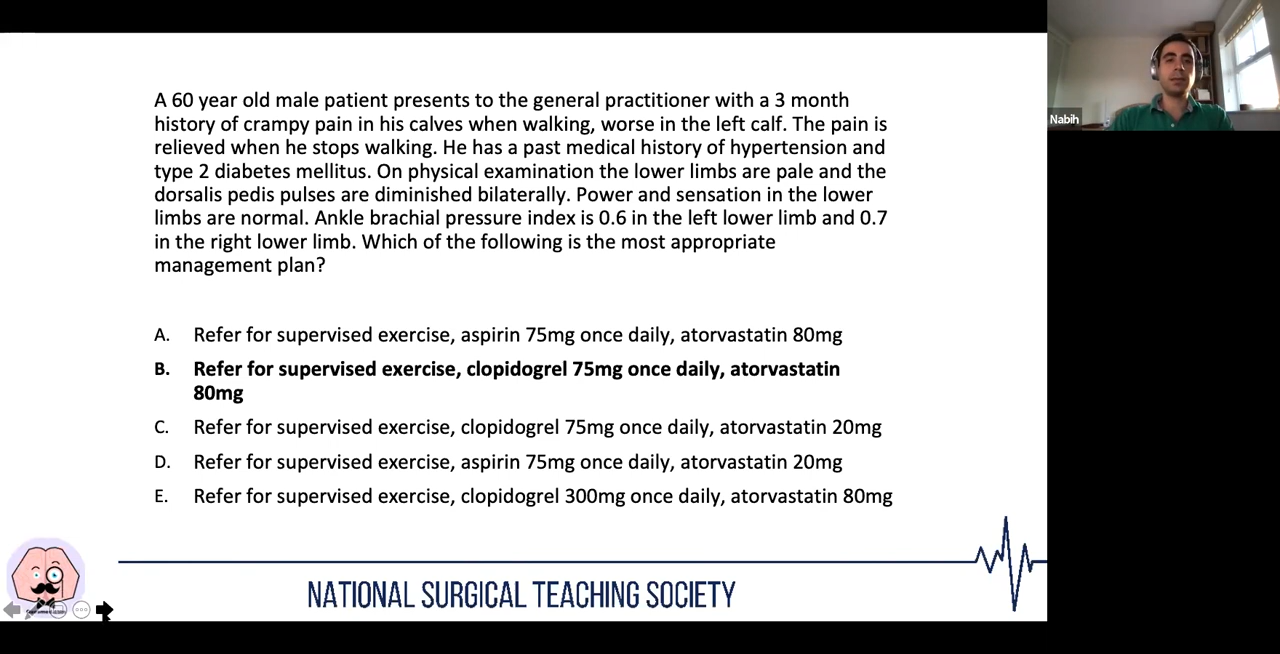 A 60 year old male patient presents to the general practitioner with a 3 month
history of crampy pain in his calves when walking, worse in the left calf. The pain is
relieved when he stops walking. He has a past medical history of hypertension and
type 2 diabetes mellitus. On physical examination the lower limbs are pale and the
dorsalis pedis pulses are diminished bilaterally. Power and sensation in the lower
limbs are normal. Ankle brachial pressure index is 0.6 in the left lower limb and 0.7
in the right lower limb. Which of the following is the most appropriate
management plan?
A. Refer for supervised exercise, aspirin 75mg once daily, atorvastatin 80mg
B. Refer for supervised exercise, clopidogrel 75mg once daily, atorvastatin
80mg
C. Refer for supervised exercise, clopidogrel 75mg once daily, atorvastatin 20mg
D. Refer for supervised exercise, aspirin 75mg once daily, atorvastatin 20mg
E. Refer for supervised exercise, clopidogrel 300mg once daily, atorvastatin 80mg
NATIONAL SURGICAL TEACHING SOCIETY
Nabih